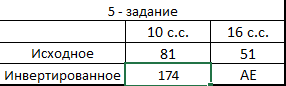 5 - задание
10 с.с. 16 с.с.
Исходное 81 51
Инвертированное 174 AE